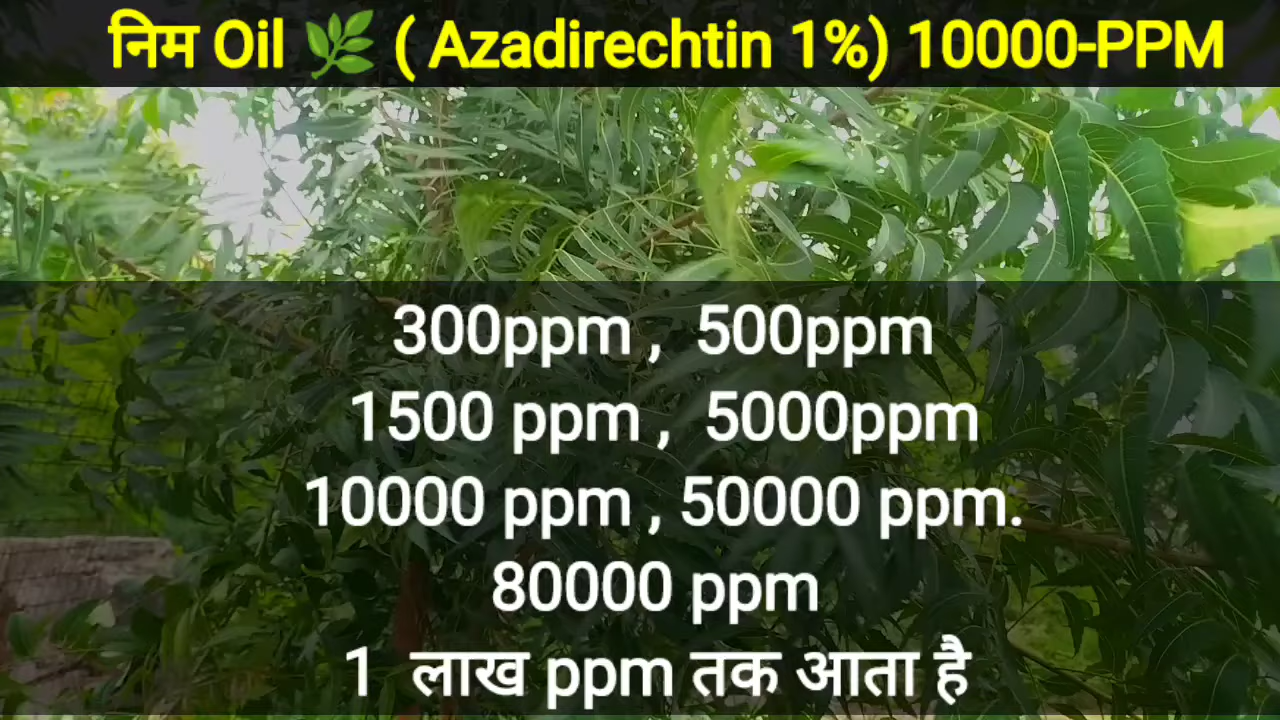 निम Oil 🌿 ( Azadirechtin 1%) 10000-PPM
300ppm , 500ppm
1500 ppm , 5000ppm
10000 ppm , 50000 ppm.
80000 ppm
1 लाख ppm तक आता है